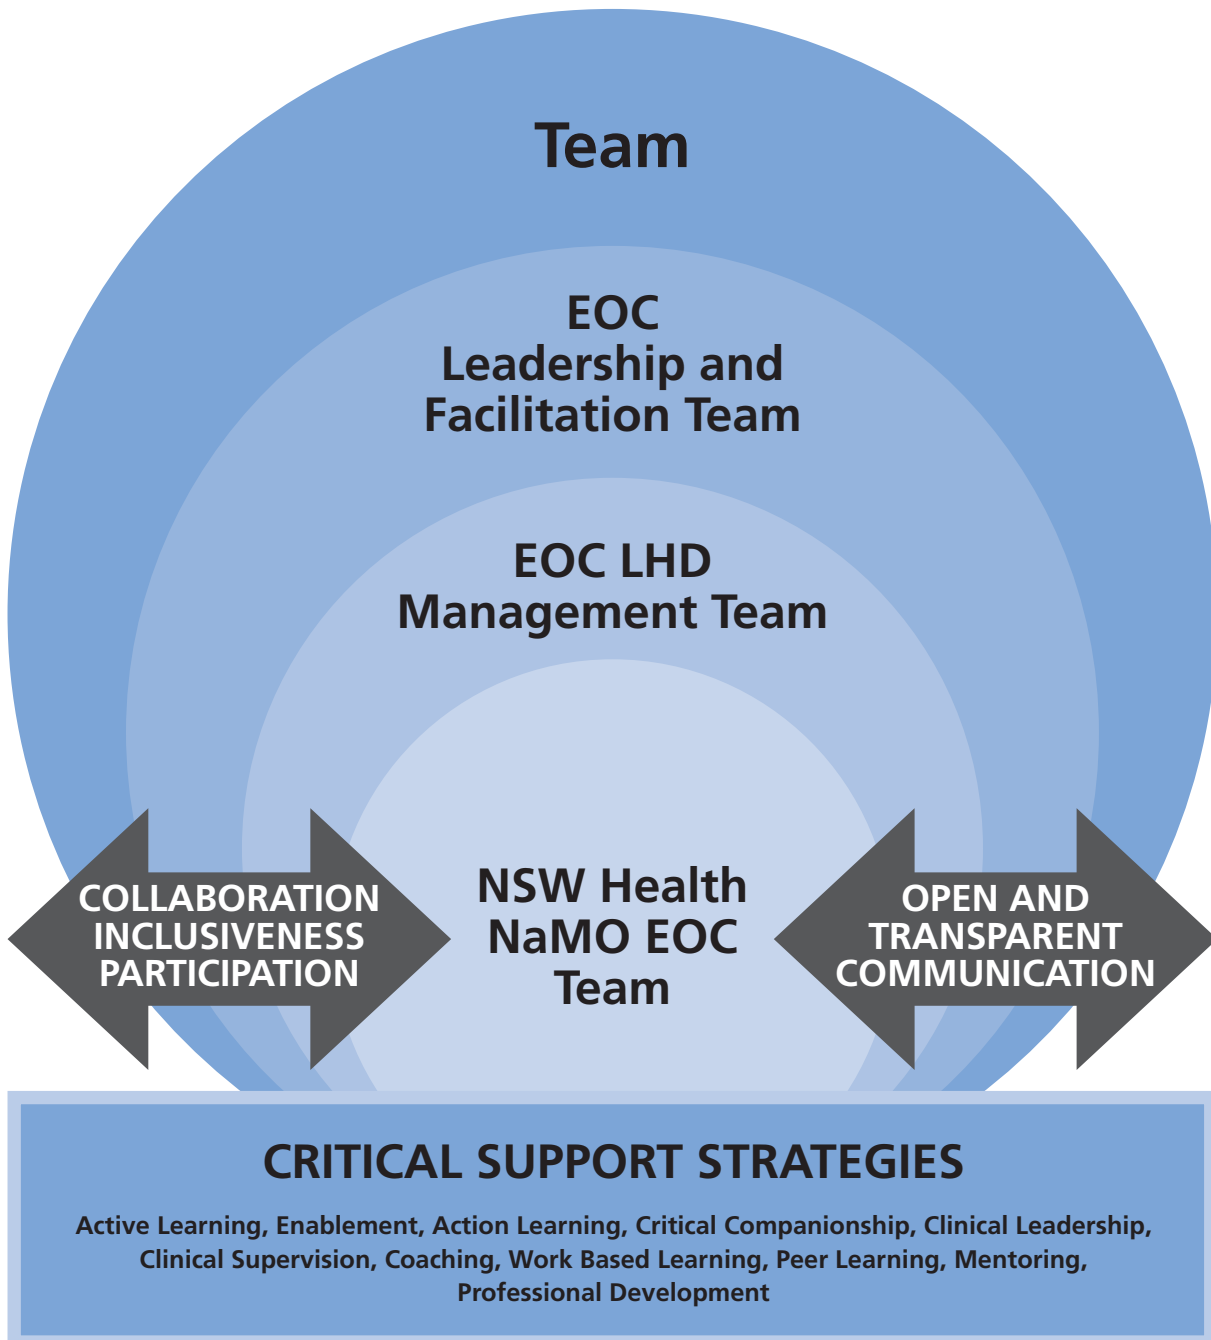 Team
EOC
Leadership and
Facilitation Team
EOC LHD
Management Team
NSW Health
NaMO EOC
Team
COLLABORATION
INCLUSIVENESS
PARTICIPATION
OPEN AND
TRANSPARENT
COMMUNICATION
CRITICAL SUPPORT STRATEGIES
Active Learning, Enablement, Action Learning, Critical Companionship, Clinical Leadership,
Clinical Supervision, Coaching, Work Based Learning, Peer Learning, Mentoring,
Professional Development